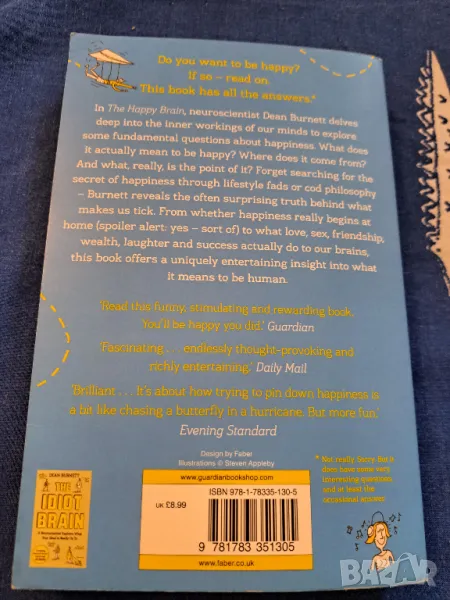 Do you want to be happy?
If so – read on.
This book has all the answers.*
In The Happy Brain, neuroscientist Dean Burnett delves
deep into the inner workings of our minds to explore
some fundamental questions about happiness. What does
it actually mean to be happy? Where does it come from?
And what, really, is the point of it? Forget searching for the
secret of happiness through lifestyle fads or cod philosophy
– Burnett reveals the often surprising truth behind what
makes us tick. From whether happiness really begins at
home (spoiler alert: yes – sort of) to what love, sex, friendship,
wealth, laughter and success actually do to our brains,
this book offers a uniquely entertaining insight into what
it means to be human.
'Read this funny, stimulating and rewarding book.
You'll be happy you did.' Guardian
'Fascinating . . . endlessly thought-provoking and
richly entertaining.' Daily Mail
'Brilliant . . . It's about how trying to pin down happiness is
a bit like chasing a butterfly in a hurricane. But more fun.'
Evening Standard
Design by Faber
Illustrations © Steven Appleby
* Not really. Sorry. But it
does have some very
interesting questions,
and at least the
occasional answer.
DEAN BURNETT
THE
IDIOT
BRAIN
www.guardianbookshop.com
UK £8.99
ISBN 978-1-78335-130-5
9 781783 351305
www.faber.co.uk
BAZAR